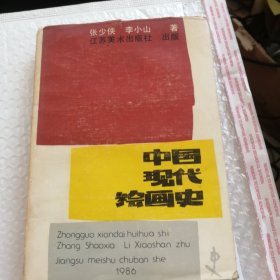 张少侠 李小山 著
江苏美术出版社 出版
中国
现代
绘画史
Zhongguo xiandai huihua shi
Zhang Shaoxia Li Xiaoshan zhu
Jiangsu meishu chuban she
1986
史